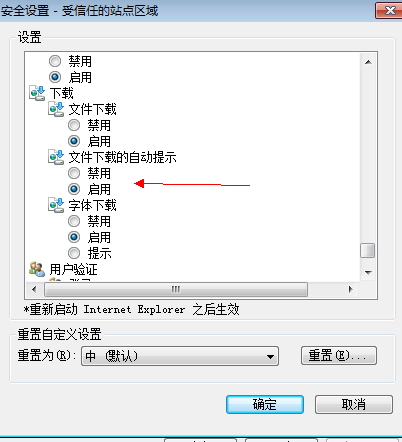 安全设置 - 受信任的站点区域
设置
禁用
启用
下载
文件下载
禁用
启用
文件下载的自动提示
禁用
启用
字体下载
禁用
启用
提示
用户验证
*重新启动 Internet Explorer 之后生效
重置自定义设置
重置为(R): 中 (默认) 重置(E)...
确定 取消